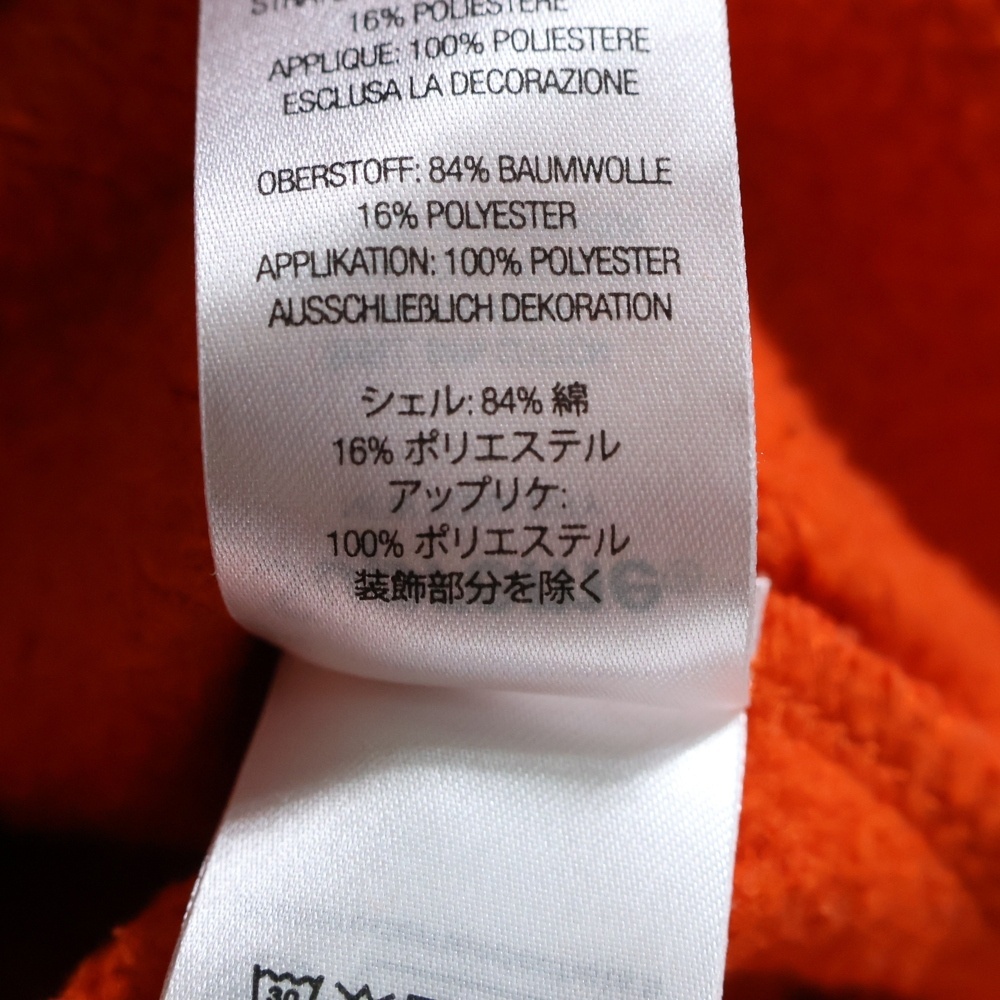 16% POLIESTERE
APPLIQUE: 100% POLIESTERE
ESCLUSA LA DECORAZIONE
OBERSTOFF: 84% BAUMWOLLE
16% POLYESTER
APPLIKATION: 100% POLYESTER
AUSSCHLIEßLICH DEKORATION
シェル: 84% 綿
16% ポリエステル
アップリケ:
100% ポリエステル
装飾部分を除く
30